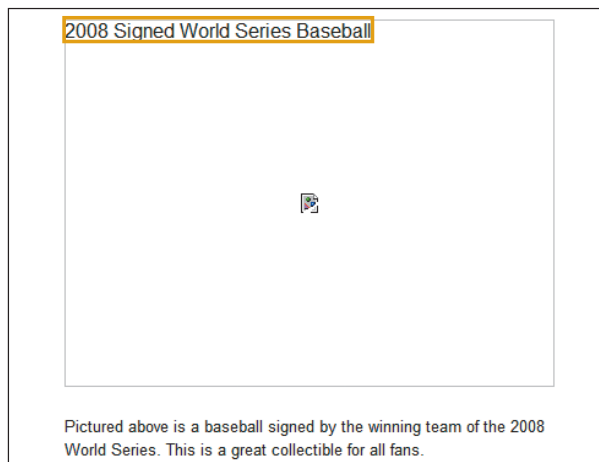 2008 Signed World Series Baseball
Pictured above is a baseball signed by the winning team of the 2008
World Series. This is a great collectible for all fans.